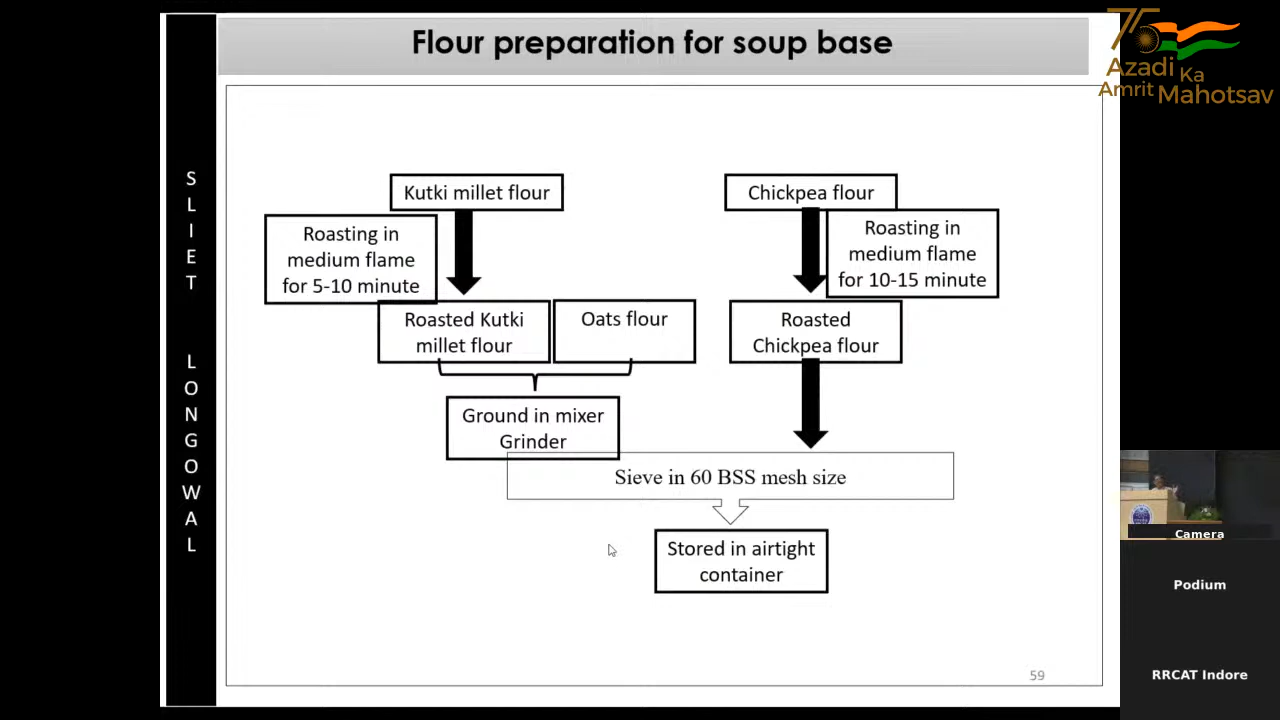 Flour preparation for soup base
75
Azadi
Ka
Amrit
Mahotsav
SLIET LONGOWAL
Kutki millet flour
Chickpea flour
Roasting in
medium flame
for 5-10 minute
Roasting in
medium flame
for 10-15 minute
Roasted Kutki
millet flour
Oats flour
Roasted
Chickpea flour
Ground in mixer
Grinder
Sieve in 60 BSS mesh size
Stored in airtight
container
59
Camera
Podium
RRCAT Indore